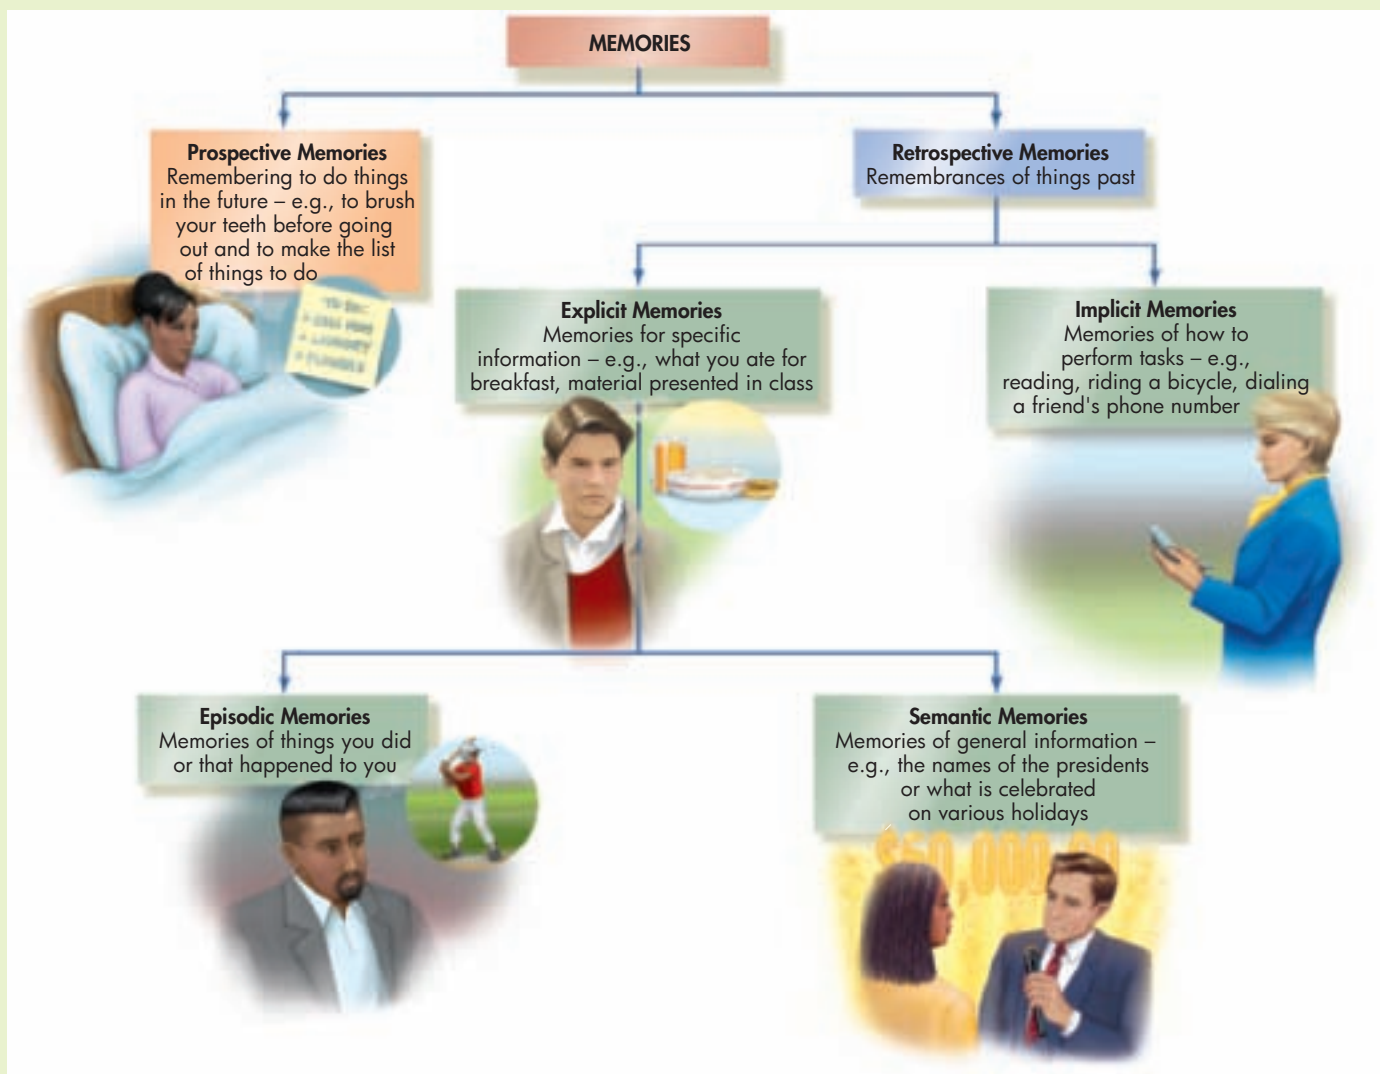 MEMORIES
Prospective Memories
Remembering to do things
in the future – e.g., to brush
your teeth before going
out and to make the list
of things to do
Retrospective Memories
Remembrances of things past
Explicit Memories
Memories for specific
information – e.g., what you ate for
breakfast, material presented in class
Implicit Memories
Memories of how to
perform tasks – e.g.,
reading, riding a bicycle, dialing
a friend's phone number
TO DO:
LAUNDRY
Episodic Memories
Memories of things you did
or that happened to you
Semantic Memories
Memories of general information –
e.g., the names of the presidents
or what is celebrated
on various holidays